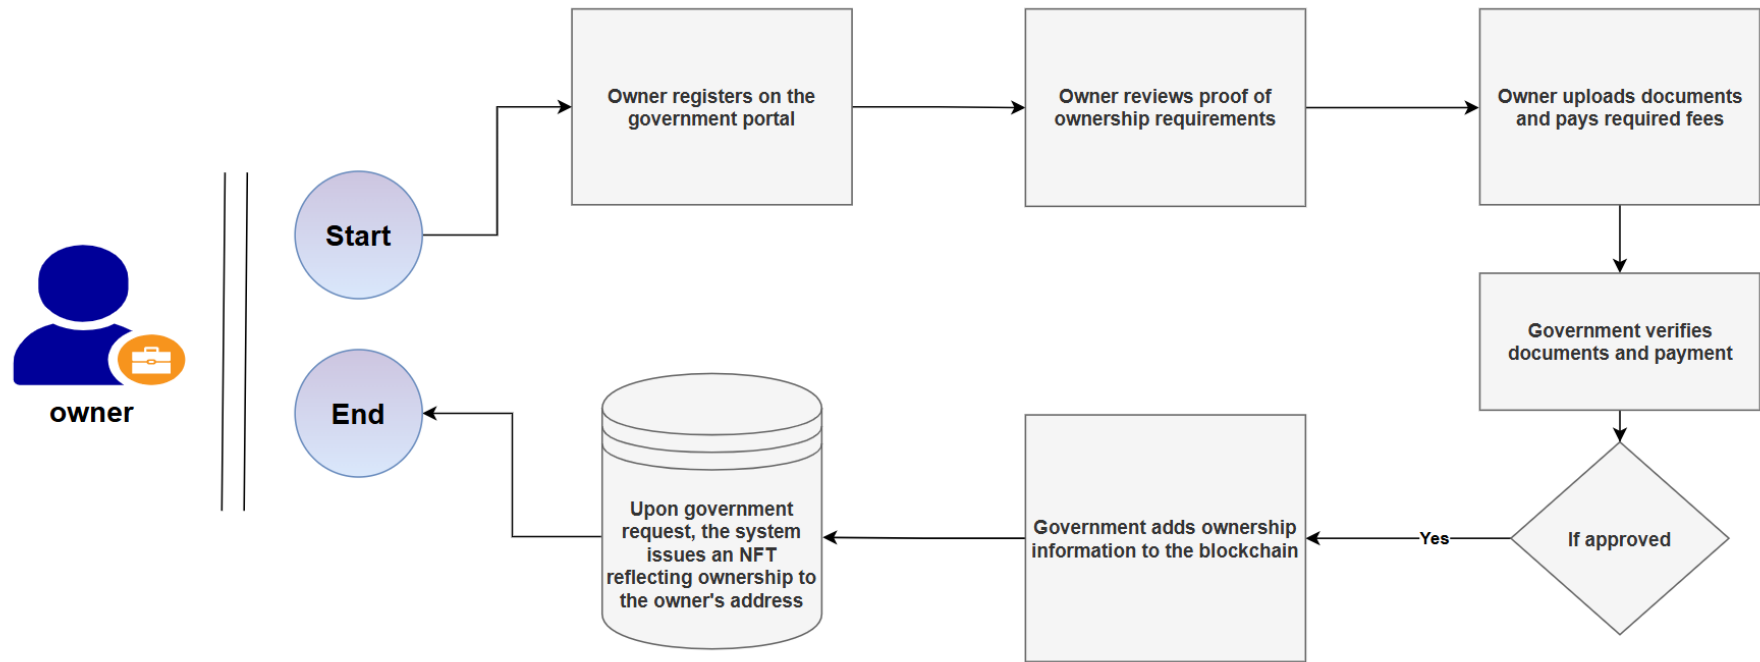 Owner registers on the
government portal
Owner reviews proof of
ownership requirements
Owner uploads documents
and pays required fees
Start
Government verifies
documents and payment
owner
End
Upon government
request, the system
issues an NFT
reflecting ownership to
the owner's address
Government adds ownership
information to the blockchain
Yes
If approved